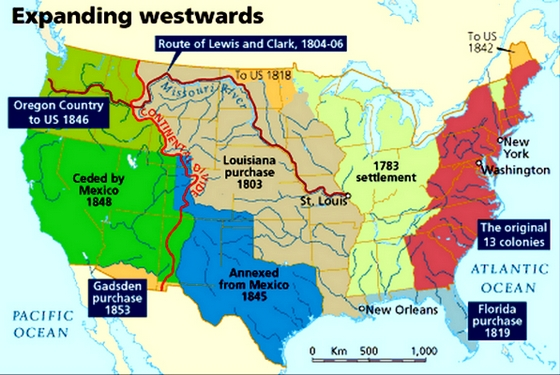 Expanding westwards
Route of Lewis and Clark, 1804-06
To US
1842
To US 1818
Missouri River
Oregon Country
to US 1846
CONTINENTAL DIVIDE
Louisiana
purchase
1803
1783
settlement
New
York
Washington
Ceded by
Mexico
1848
St. Louis
The original
13 colonies
Annexed
from Mexico
1845
ATLANTIC
OCEAN
Gadsden
purchase
1853
PACIFIC
OCEAN
New Orleans
Florida
purchase
1819
0 Km 500 1,000